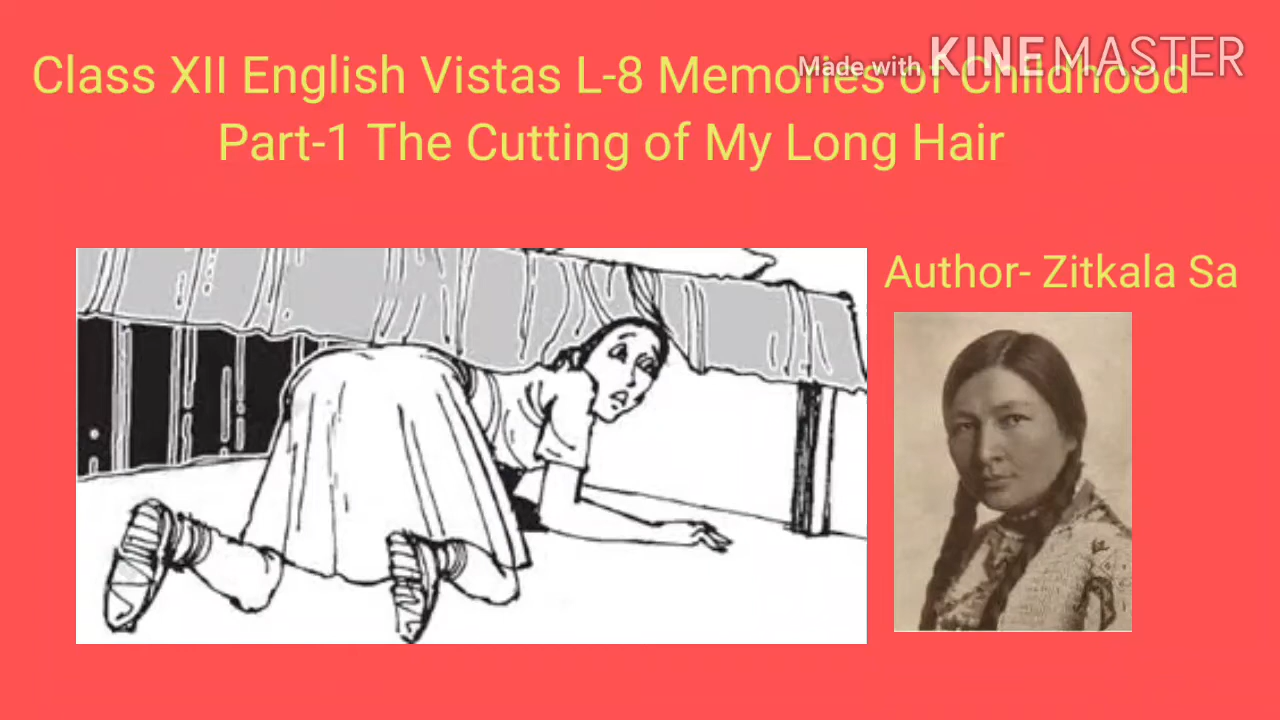 Class XII English Vistas L-8 Memories of Childhood
Made with KINEMASTER
Part-1 The Cutting of My Long Hair
Author- Zitkala Sa